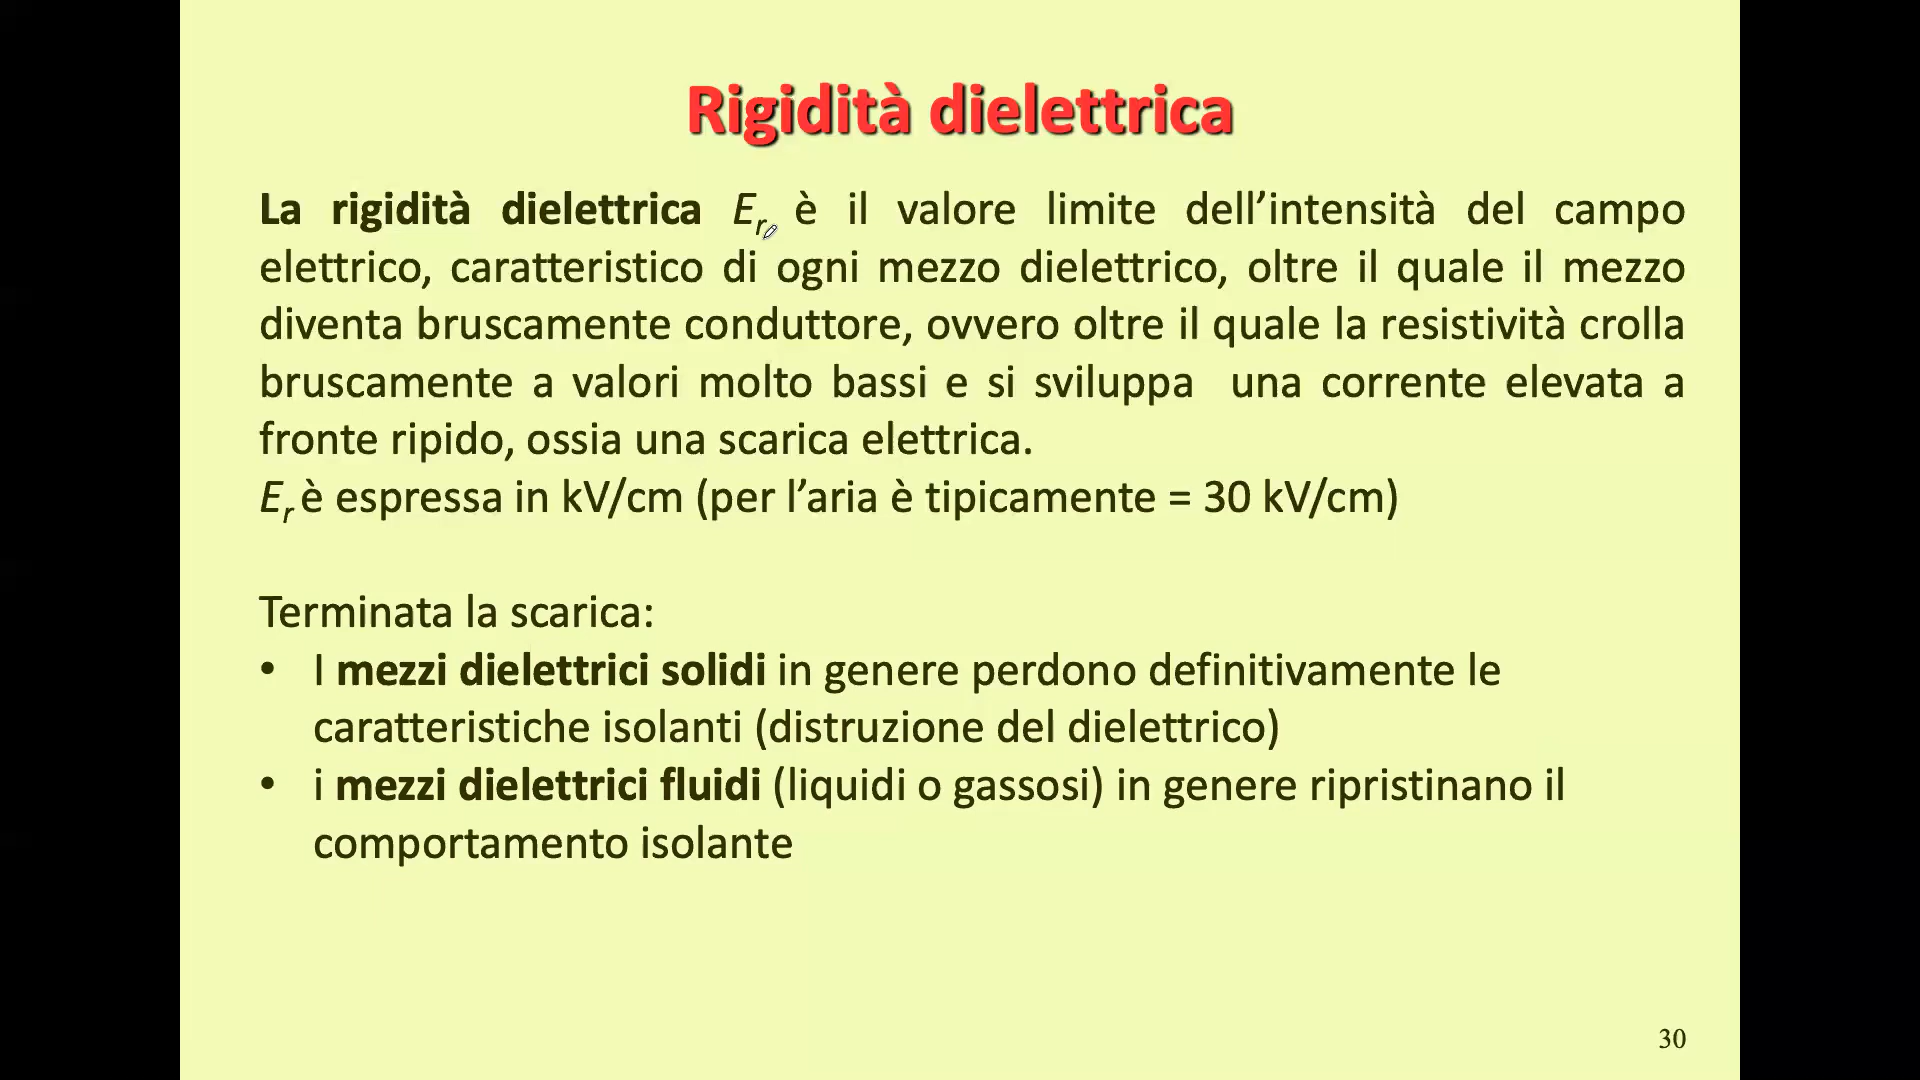 Rigidità dielettrica
La rigidità dielettrica Er è il valore limite dell’intensità del campo
elettrico, caratteristico di ogni mezzo dielettrico, oltre il quale il mezzo
diventa bruscamente conduttore, ovvero oltre il quale la resistività crolla
bruscamente a valori molto bassi e si sviluppa una corrente elevata a
fronte ripido, ossia una scarica elettrica.
Er è espressa in kV/cm (per l’aria è tipicamente = 30 kV/cm)
Terminata la scarica:
• I mezzi dielettrici solidi in genere perdono definitivamente le
caratteristiche isolanti (distruzione del dielettrico)
• i mezzi dielettrici fluidi (liquidi o gassosi) in genere ripristinano il
comportamento isolante
30